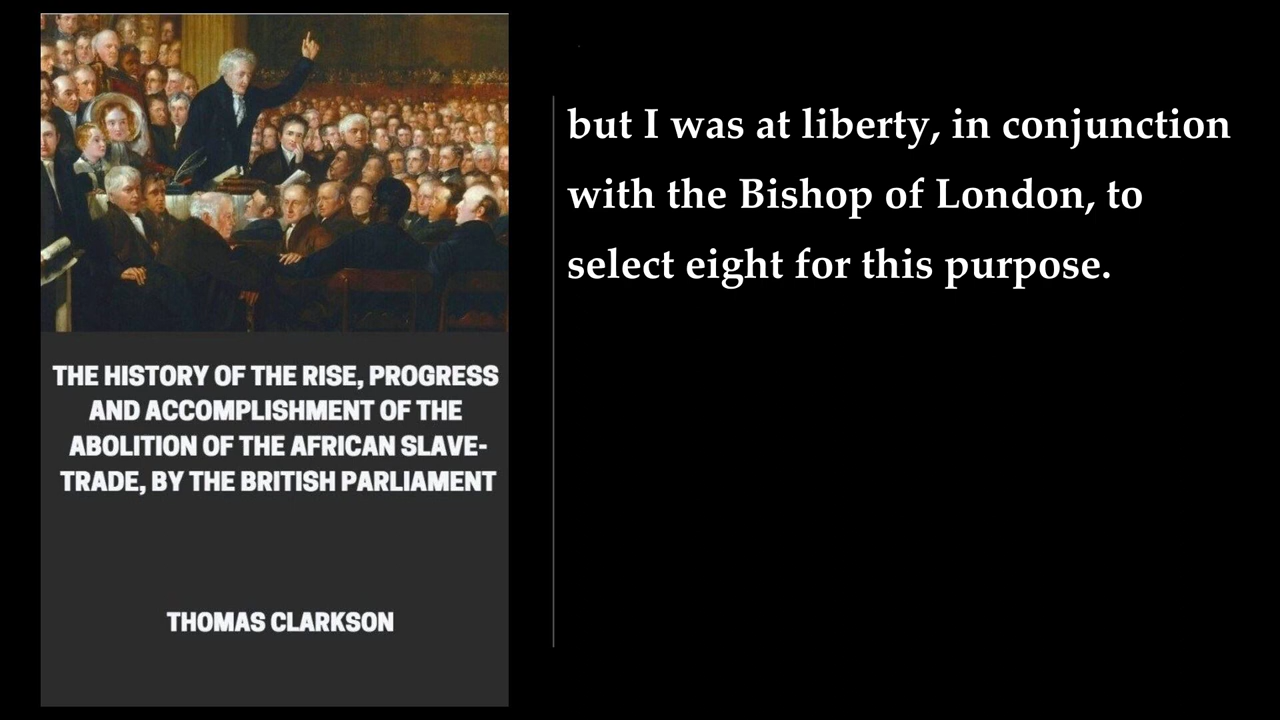 THE HISTORY OF THE RISE, PROGRESS
AND ACCOMPLISHMENT OF THE
ABOLITION OF THE AFRICAN SLAVE-
TRADE, BY THE BRITISH PARLIAMENT
THOMAS CLARKSON
but I was at liberty, in conjunction
with the Bishop of London, to
select eight for this purpose.